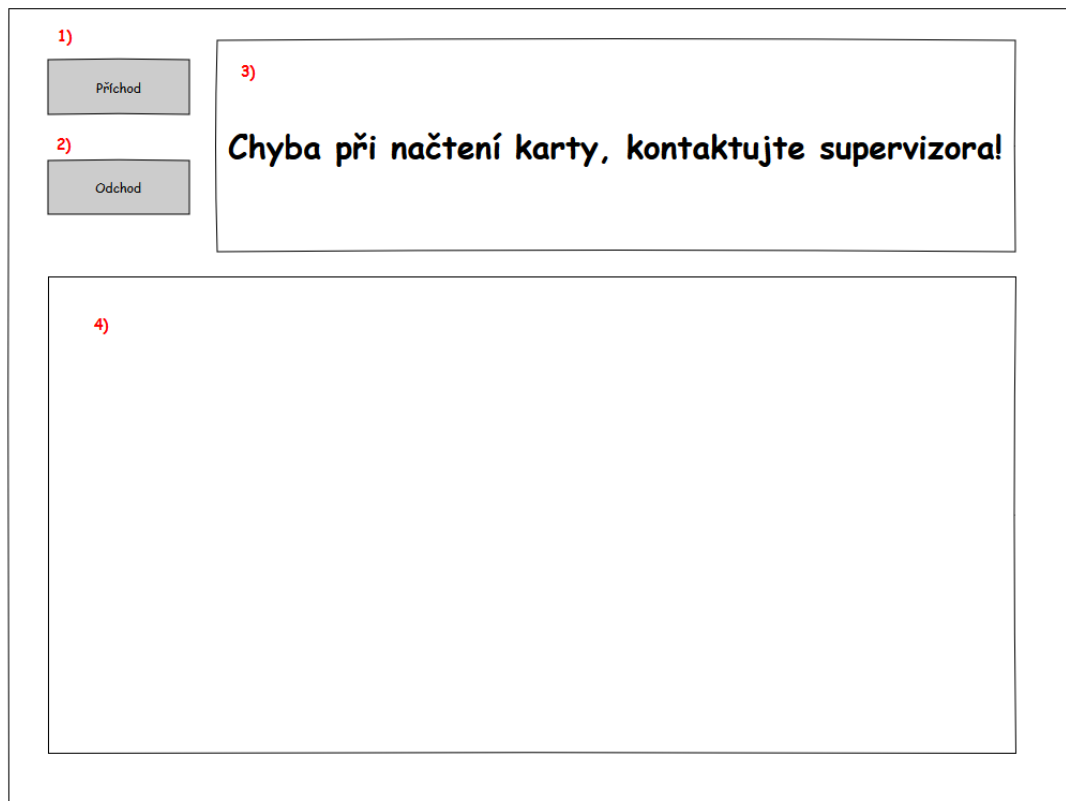 1)
Příchod
2)
Odchod
3)
Chyba při načtení karty, kontaktujte supervizora!
4)